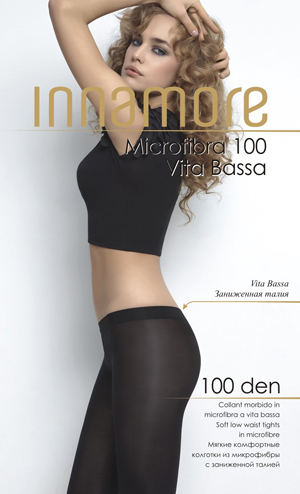 innamore
Microfibra 100
Vita Bassa
Vita Bassa
Заниженная талия
100 den
Collant morbido in
microfibra a vita bassa
Soft low waist tights
in microfibre
Мягкие комфортные
колготки из микрофибры
с заниженной талией